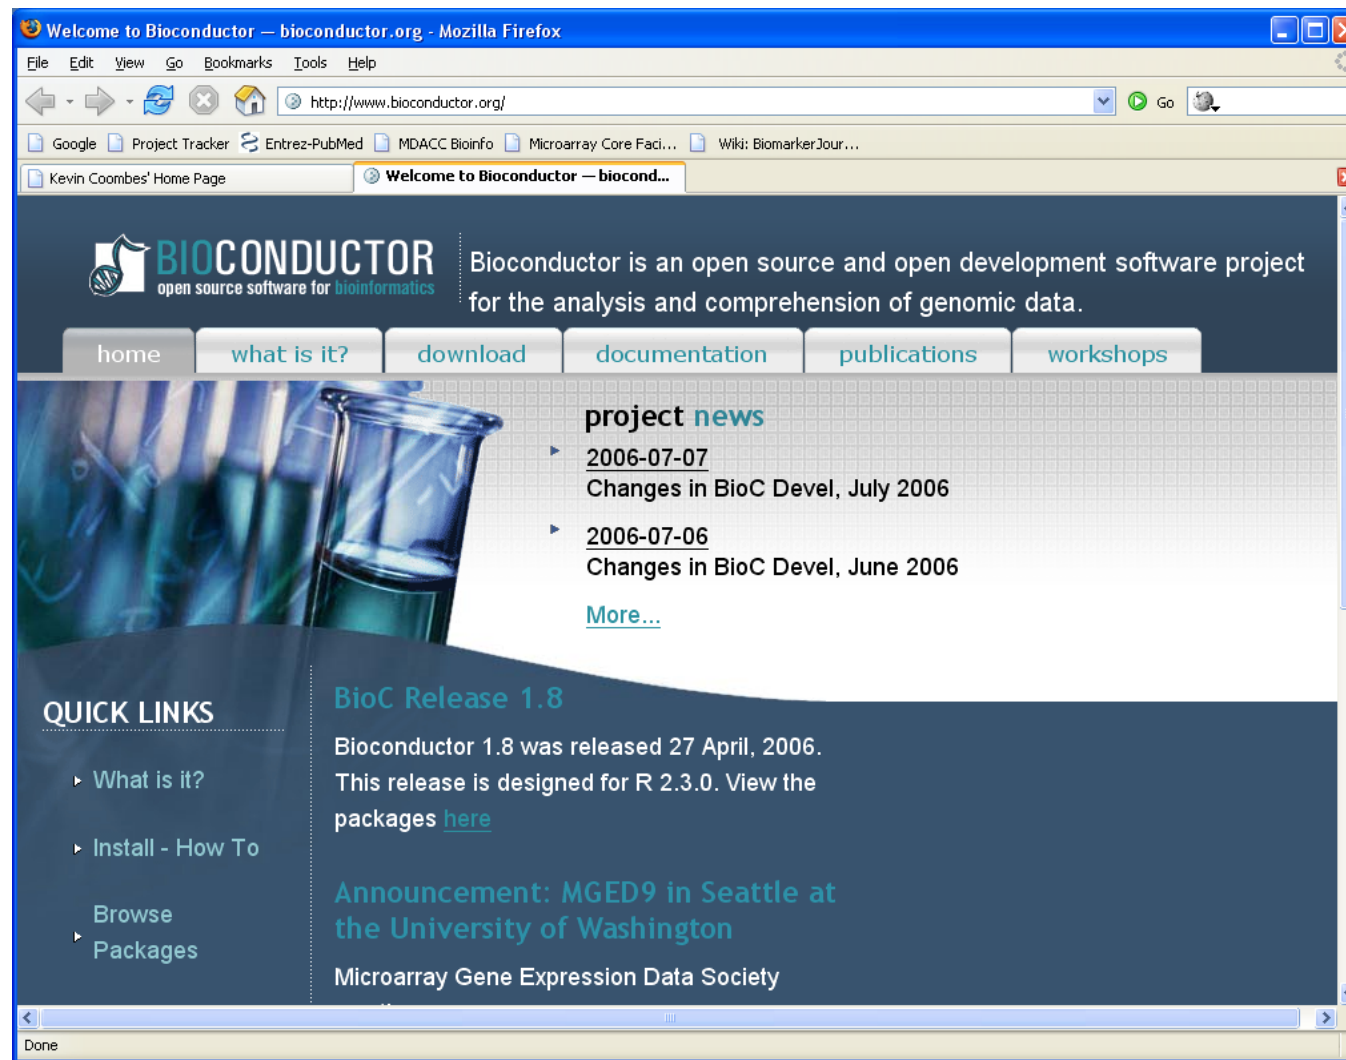 Welcome to Bioconductor — bioconductor.org - Mozilla Firefox
File Edit View Go Bookmarks Tools Help
http://www.bioconductor.org/ Go
Google Project Tracker Entrez-PubMed MDACC Bioinfo Microarray Core Faci... Wiki: BiomarkerJour...
Kevin Coombes' Home Page Welcome to Bioconductor — biocond...
BIOCONDUCTOR
open source software for bioinformatics
Bioconductor is an open source and open development software project
for the analysis and comprehension of genomic data.
home what is it? download documentation publications workshops
project news
2006-07-07
Changes in BioC Devel, July 2006
2006-07-06
Changes in BioC Devel, June 2006
More...
QUICK LINKS
What is it?
Install - How To
Browse
Packages
BioC Release 1.8
Bioconductor 1.8 was released 27 April, 2006.
This release is designed for R 2.3.0. View the
packages here
Announcement: MGED9 in Seattle at
the University of Washington
Microarray Gene Expression Data Society
Done